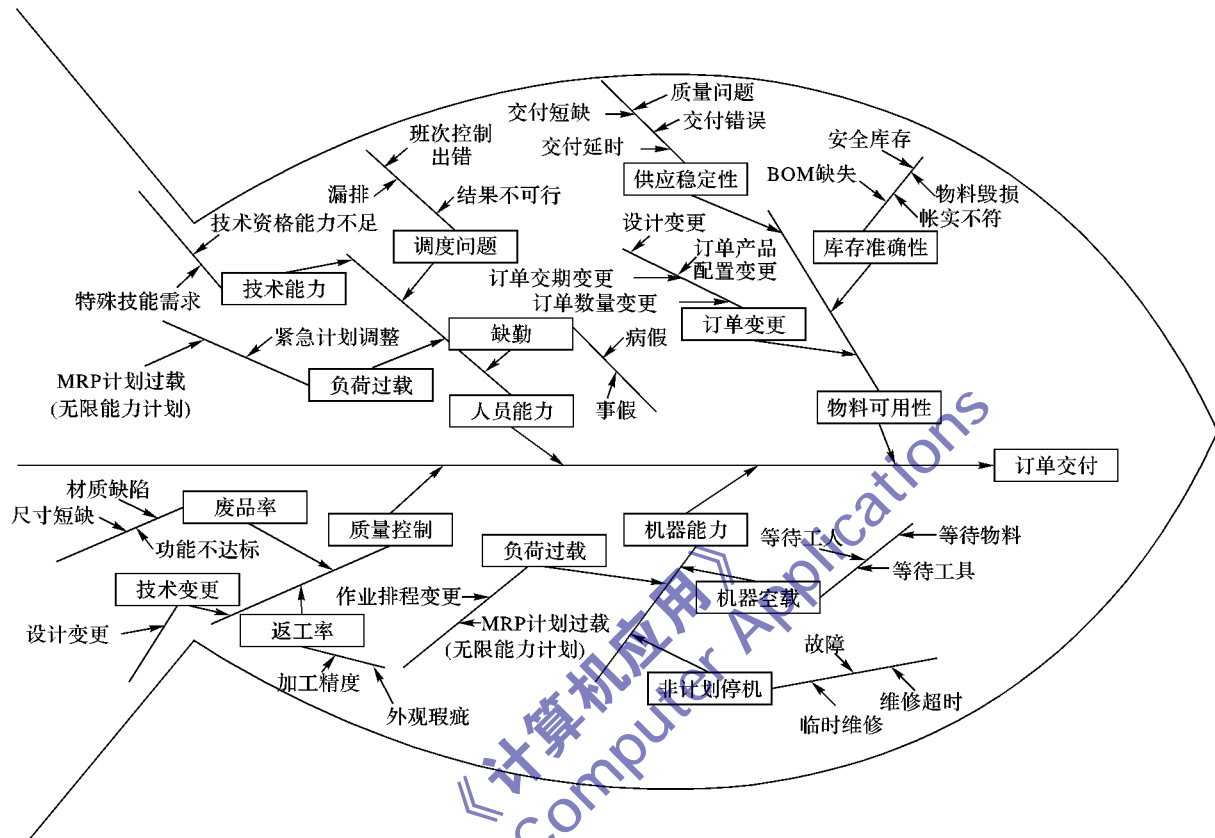 质量问题
交付短缺
交付错误
交付延时
供应稳定性
班次控制
出错
漏排
结果不可行
调度问题
安全库存
BOM缺失
物料毁损
帐实不符
库存准确性
技术资格能力不足
特殊技能需求
技术能力
设计变更
订单产品
配置变更
订单交期变更
订单数量变更
订单变更
紧急计划调整
MRP计划过载
(无限能力计划)
负荷过载
缺勤
病假
事假
人员能力
物料可用性
订单交付
材质缺陷
尺寸短缺
功能不达标
废品率
质量控制
技术变更
设计变更
返工率
加工精度
外观瑕疵
负荷过载
作业排程变更
MRP计划过载
(无限能力计划)
机器能力
等待工人
等待物料
等待工具
机器空载
非计划停机
故障
临时维修
维修超时
《计算机应用》
Computer Applications